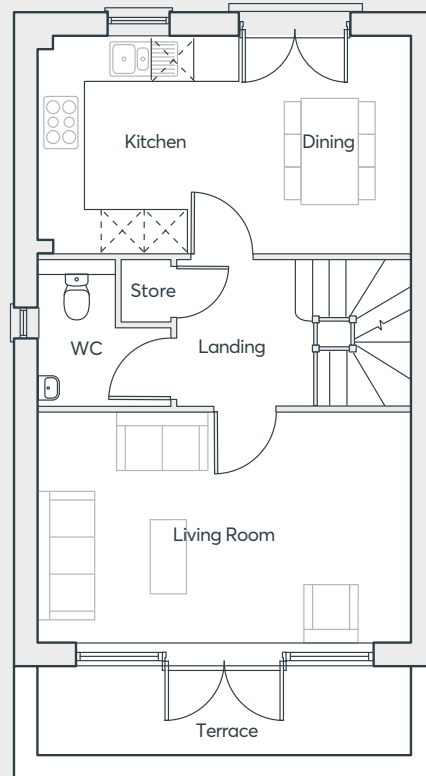 Kitchen
Dining
Store
WC
Landing
Living Room
Terrace